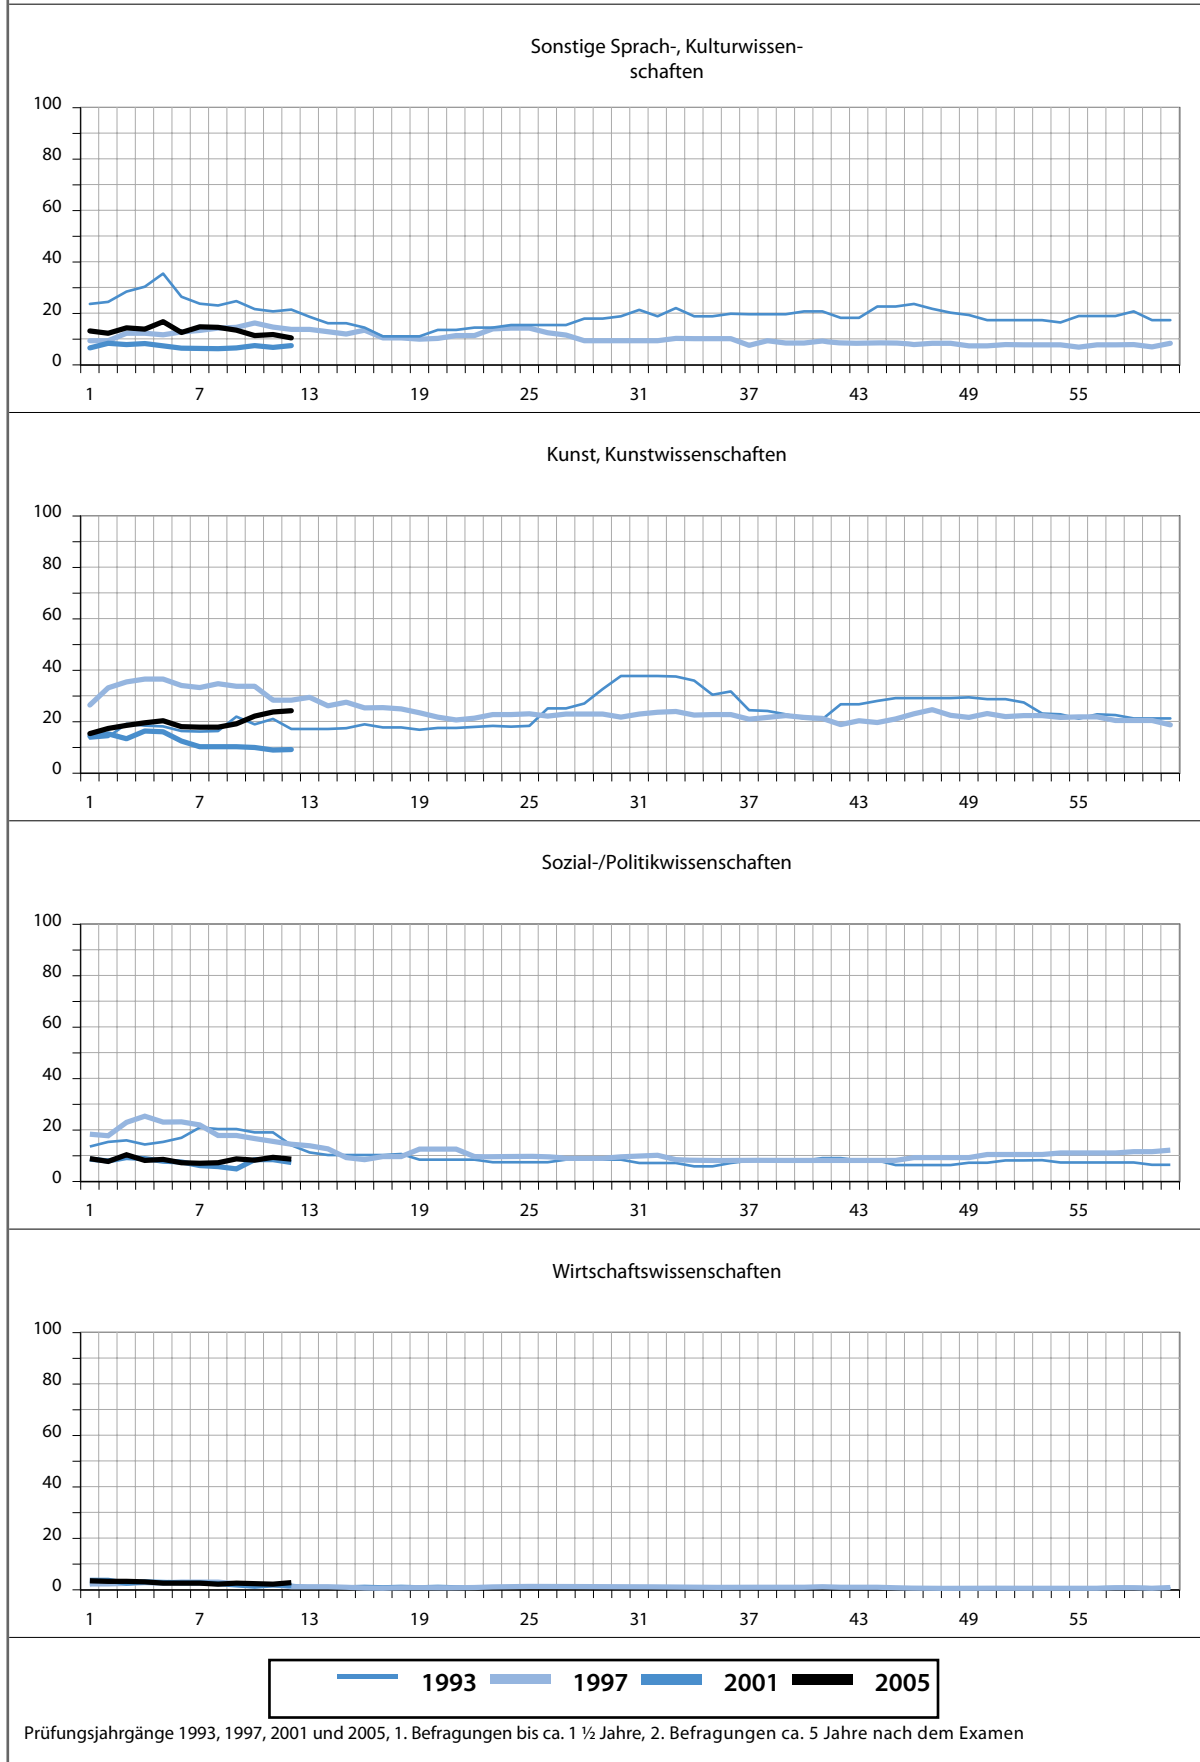 Sonstige Sprach-, Kulturwissen-
schaften
100
80
60
40
20
0
1 7 13 19 25 31 37 43 49 55
Kunst, Kunstwissenschaften
100
80
60
40
20
0
1 7 13 19 25 31 37 43 49 55
Sozial-/Politikwissenschaften
100
80
60
40
20
0
1 7 13 19 25 31 37 43 49 55
Wirtschaftswissenschaften
100
80
60
40
20
0
1 7 13 19 25 31 37 43 49 55
1993 1997 2001 2005
Prüfungsjahrgänge 1993, 1997, 2001 und 2005, 1. Befragungen bis ca. 1 ½ Jahre, 2. Befragungen ca. 5 Jahre nach dem Examen